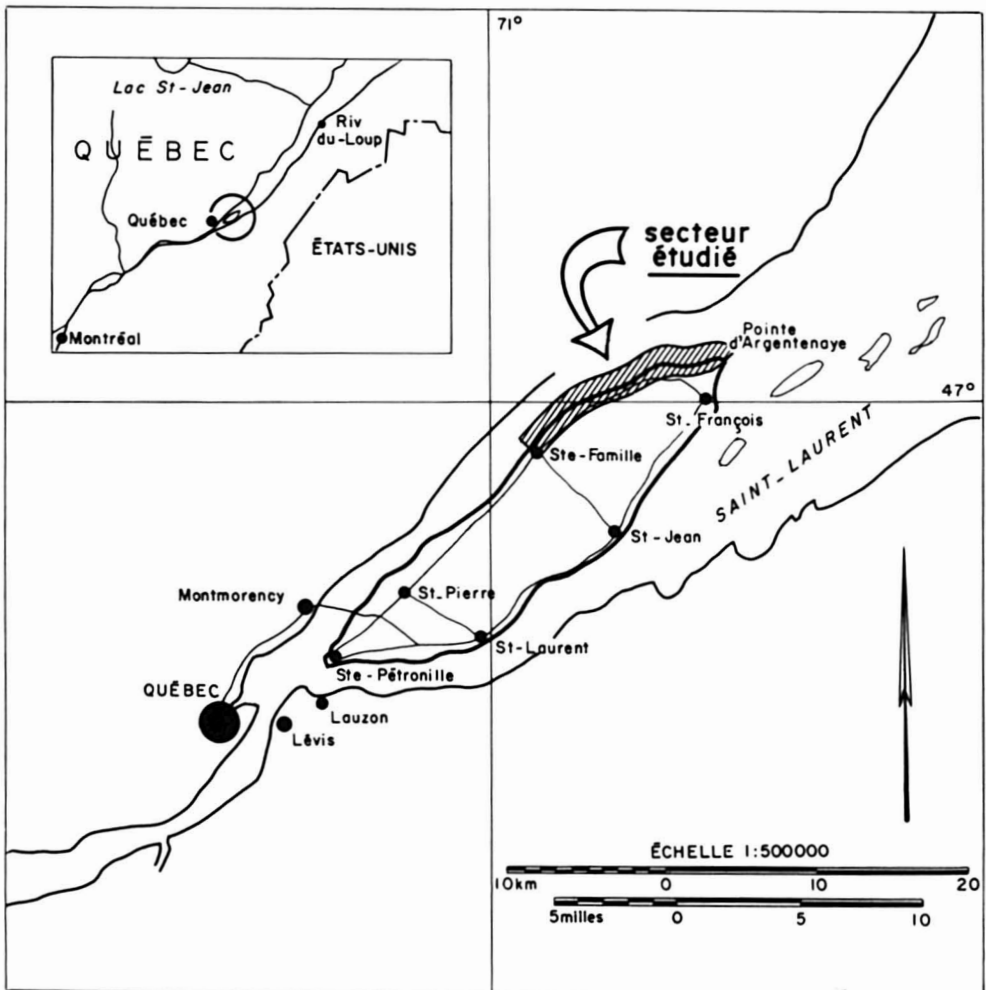 71°
Lac St-Jean
Riv
du-Loup
QUÉBEC
Québec
ÉTATS-UNIS
Montréal
secteur
étudié
Pointe
d'Argentenaye
47°
St. François
Ste-Famille
SAINT-LAURENT
St-Jean
Montmorency
St-Pierre
St-Laurent
Ste-Pétronille
QUÉBEC
Lauzon
Lévis
ÉCHELLE 1:500000
10km 0 10 20
5milles 0 5 10